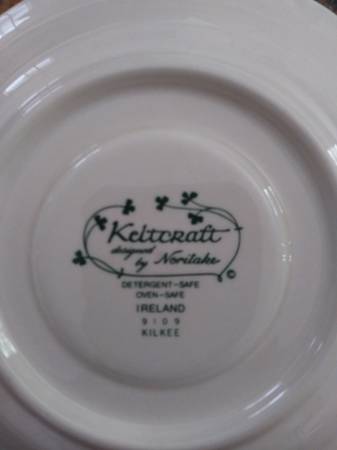 Keltcraft
designed
by Noritake
©
DETERGENT-SAFE
OVEN-SAFE
IRELAND
9109
KILKEE